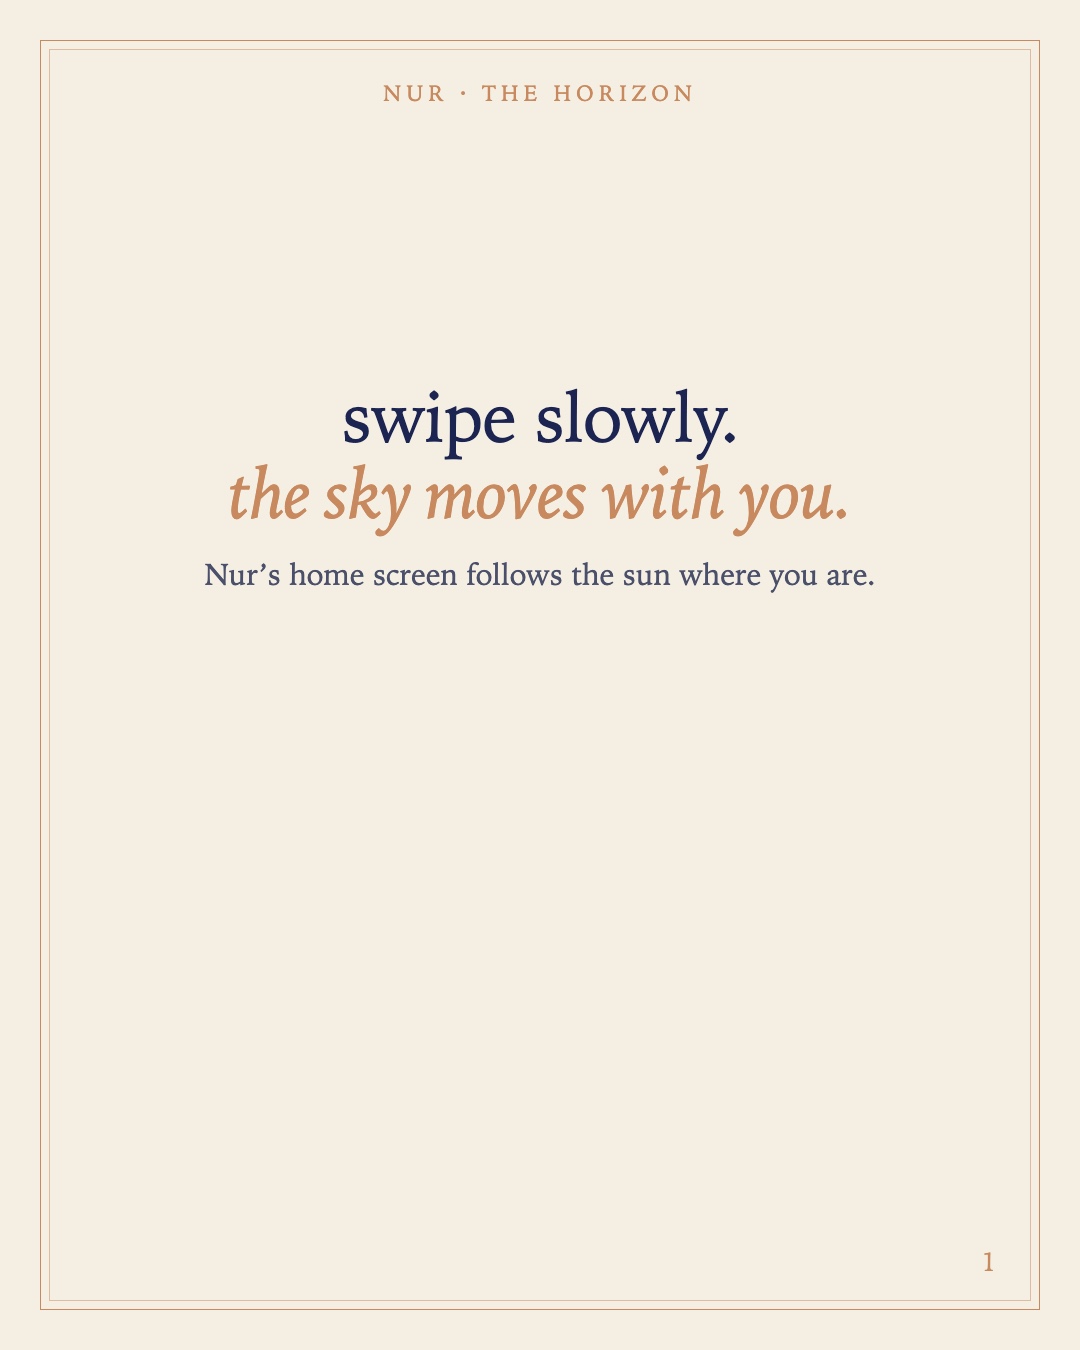 NUR · THE HORIZON
swipe slowly.
the sky moves with you.
Nur’s home screen follows the sun where you are.
1